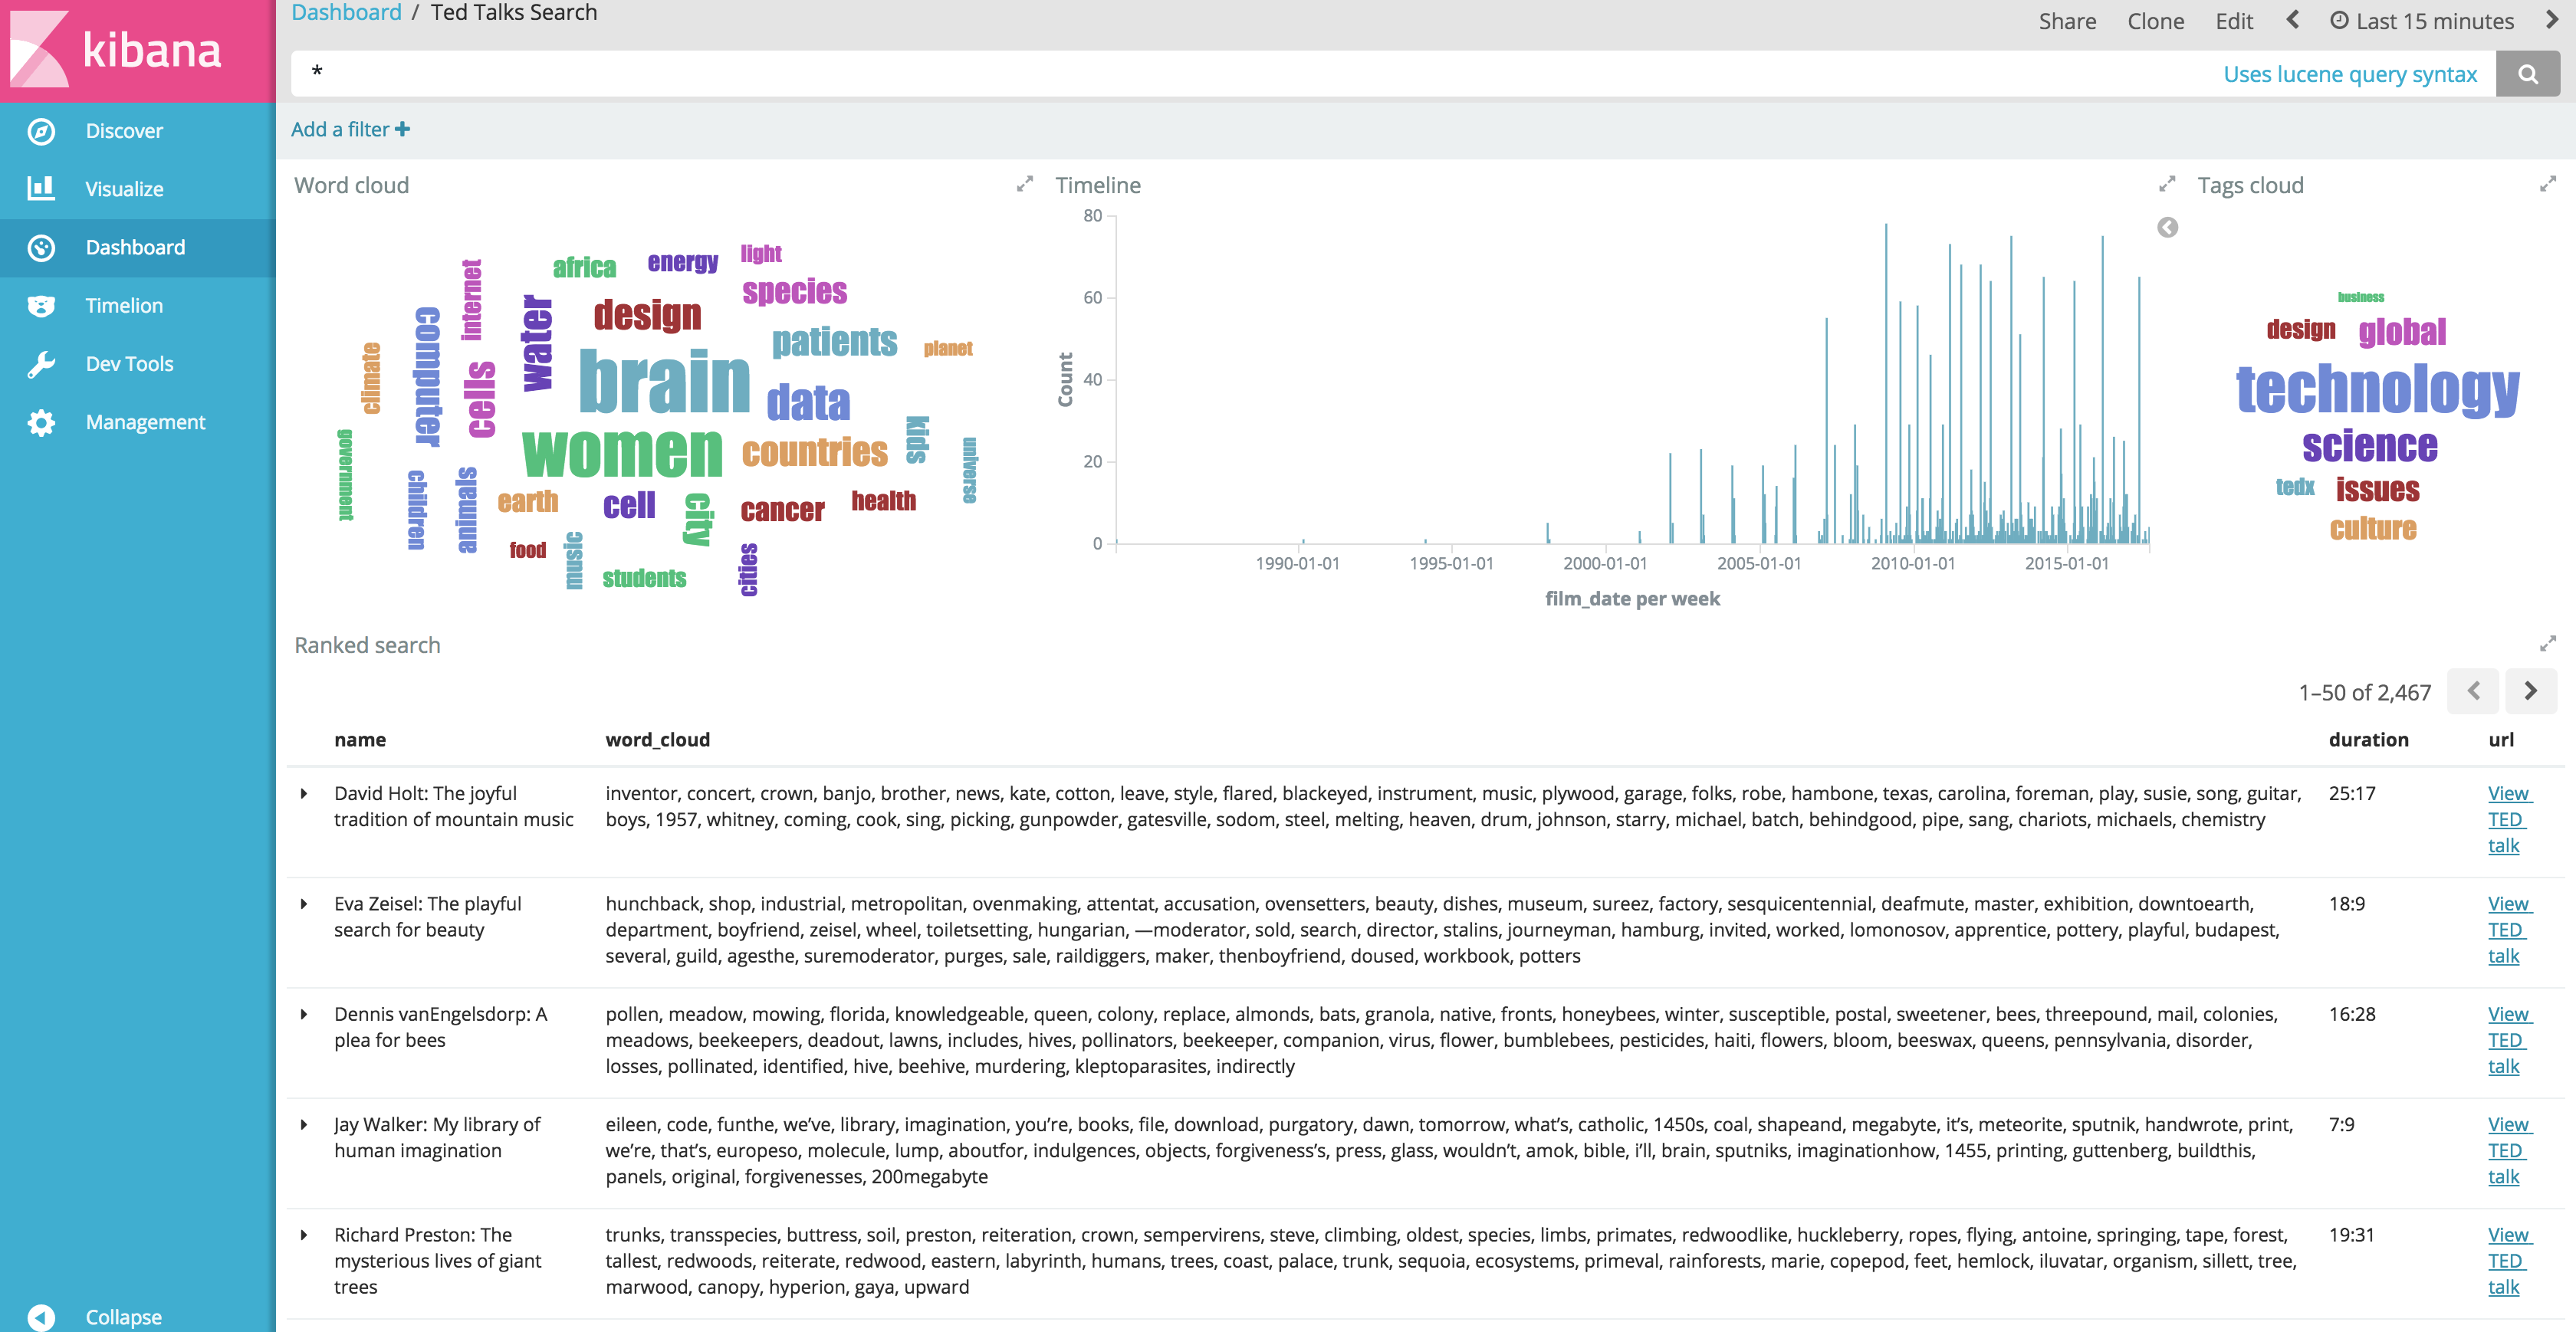 kibana
Discover
Visualize
Dashboard
Timelion
Dev Tools
Management
Collapse
Dashboard / Ted Talks Search
Share Clone Edit Last 15 minutes
*
Uses lucene query syntax
Add a filter
Word cloud
light
africa
energy
internet
species
water
design
computer
patients
climate
planet
brain
cells
data
women
countries
kids
government
universe
children
animals
earth
cell
city
cancer
health
food
music
cities
students
Timeline
80
60
40
20
0
Count
1990-01-01 1995-01-01 2000-01-01 2005-01-01 2010-01-01 2015-01-01
film_date per week
Tags cloud
business
design global
technology
science
tedx issues
culture
Ranked search
1–50 of 2,467
name word_cloud duration url
David Holt: The joyful
tradition of mountain music
inventor, concert, crown, banjo, brother, news, kate, cotton, leave, style, flared, blackeyed, instrument, music, plywood, garage, folks, robe, hambone, texas, carolina, foreman, play, susie, song, guitar,
boys, 1957, whitney, coming, cook, sing, picking, gunpowder, gatesville, sodom, steel, melting, heaven, drum, johnson, starry, michael, batch, behindgood, pipe, sang, chariots, michaels, chemistry
25:17
View
TED
talk
Eva Zeisel: The playful
search for beauty
hunchback, shop, industrial, metropolitan, ovenmaking, attentat, accusation, ovensetters, beauty, dishes, museum, sureez, factory, sesquicentennial, deafmute, master, exhibition, downtoearth,
department, boyfriend, zeisel, wheel, toiletsetting, hungarian, —moderator, sold, search, director, stalins, journeyman, hamburg, invited, worked, lomonosov, apprentice, pottery, playful, budapest,
several, guild, agesthe, suremoderator, purges, sale, raildiggers, maker, thenboyfriend, doused, workbook, potters
18:9
View
TED
talk
Dennis vanEngelsdorp: A
plea for bees
pollen, meadow, mowing, florida, knowledgeable, queen, colony, replace, almonds, bats, granola, native, fronts, honeybees, winter, susceptible, postal, sweetener, bees, threepound, mail, colonies,
meadows, beekeepers, deadout, lawns, includes, hives, pollinators, beekeeper, companion, virus, flower, bumblebees, pesticides, haiti, flowers, bloom, beeswax, queens, pennsylvania, disorder,
losses, pollinated, identified, hive, beehive, murdering, kleptoparasites, indirectly
16:28
View
TED
talk
Jay Walker: My library of
human imagination
eileen, code, funthe, we’ve, library, imagination, you’re, books, file, download, purgatory, dawn, tomorrow, what’s, catholic, 1450s, coal, shapeand, megabyte, it’s, meteorite, sputnik, handwrote, print,
we’re, that’s, europeso, molecule, lump, aboutfor, indulgences, objects, forgiveness’s, press, glass, wouldn’t, amok, bible, i’ll, brain, sputniks, imaginationhow, 1455, printing, guttenberg, buildthis,
panels, original, forgivenesses, 200megabyte
7:9
View
TED
talk
Richard Preston: The
mysterious lives of giant
trees
trunks, transspecies, buttress, soil, preston, reiteration, crown, sempervirens, steve, climbing, oldest, species, limbs, primates, redwoodlike, huckleberry, ropes, flying, antoine, springing, tape, forest,
tallest, redwoods, reiterate, redwood, eastern, labyrinth, humans, trees, coast, palace, trunk, sequoia, ecosystems, primeval, rainforests, marie, copepod, feet, hemlock, iluvatar, organism, sillett, tree,
marwood, canopy, hyperion, gaya, upward
19:31
View
TED
talk